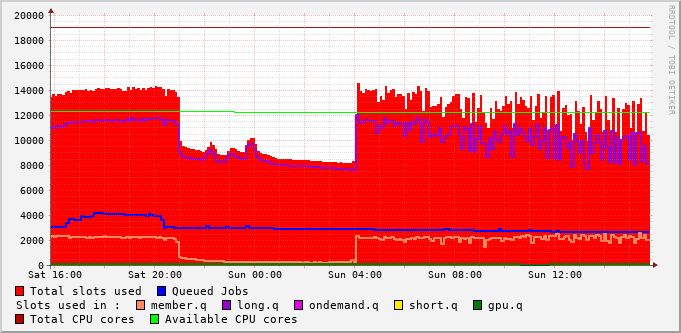 20000
18000
16000
14000
12000
10000
8000
6000
4000
2000
0
Sat 16:00 Sat 20:00 Sun 00:00 Sun 04:00 Sun 08:00 Sun 12:00
Total slots used Queued Jobs
Slots used in : member.q long.q ondemand.q short.q gpu.q
Total CPU cores Available CPU cores
RRDTOOL / TOBI OETIKER